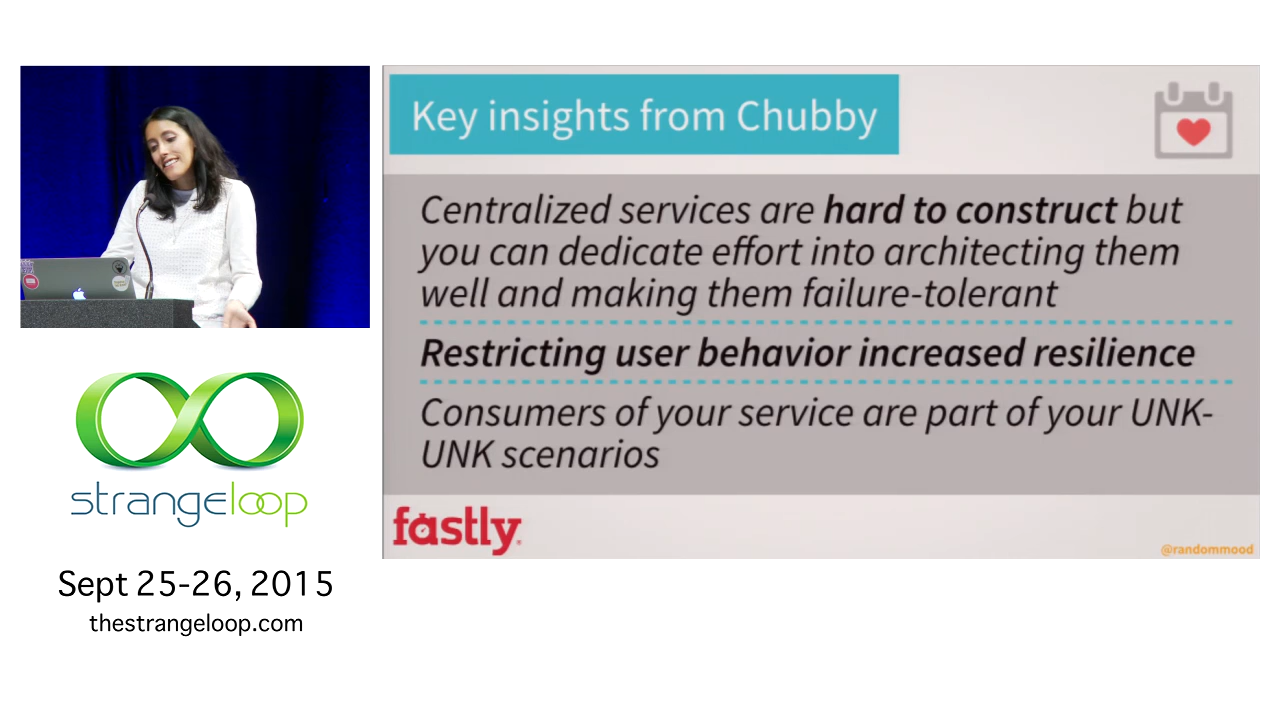 Key insights from Chubby
Centralized services are hard to construct but
you can dedicate effort into architecting them
well and making them failure-tolerant
Restricting user behavior increased resilience
Consumers of your service are part of your UNK-
UNK scenarios
fastly
@randommood
strangeloop
Sept 25-26, 2015
thestrangeloop.com